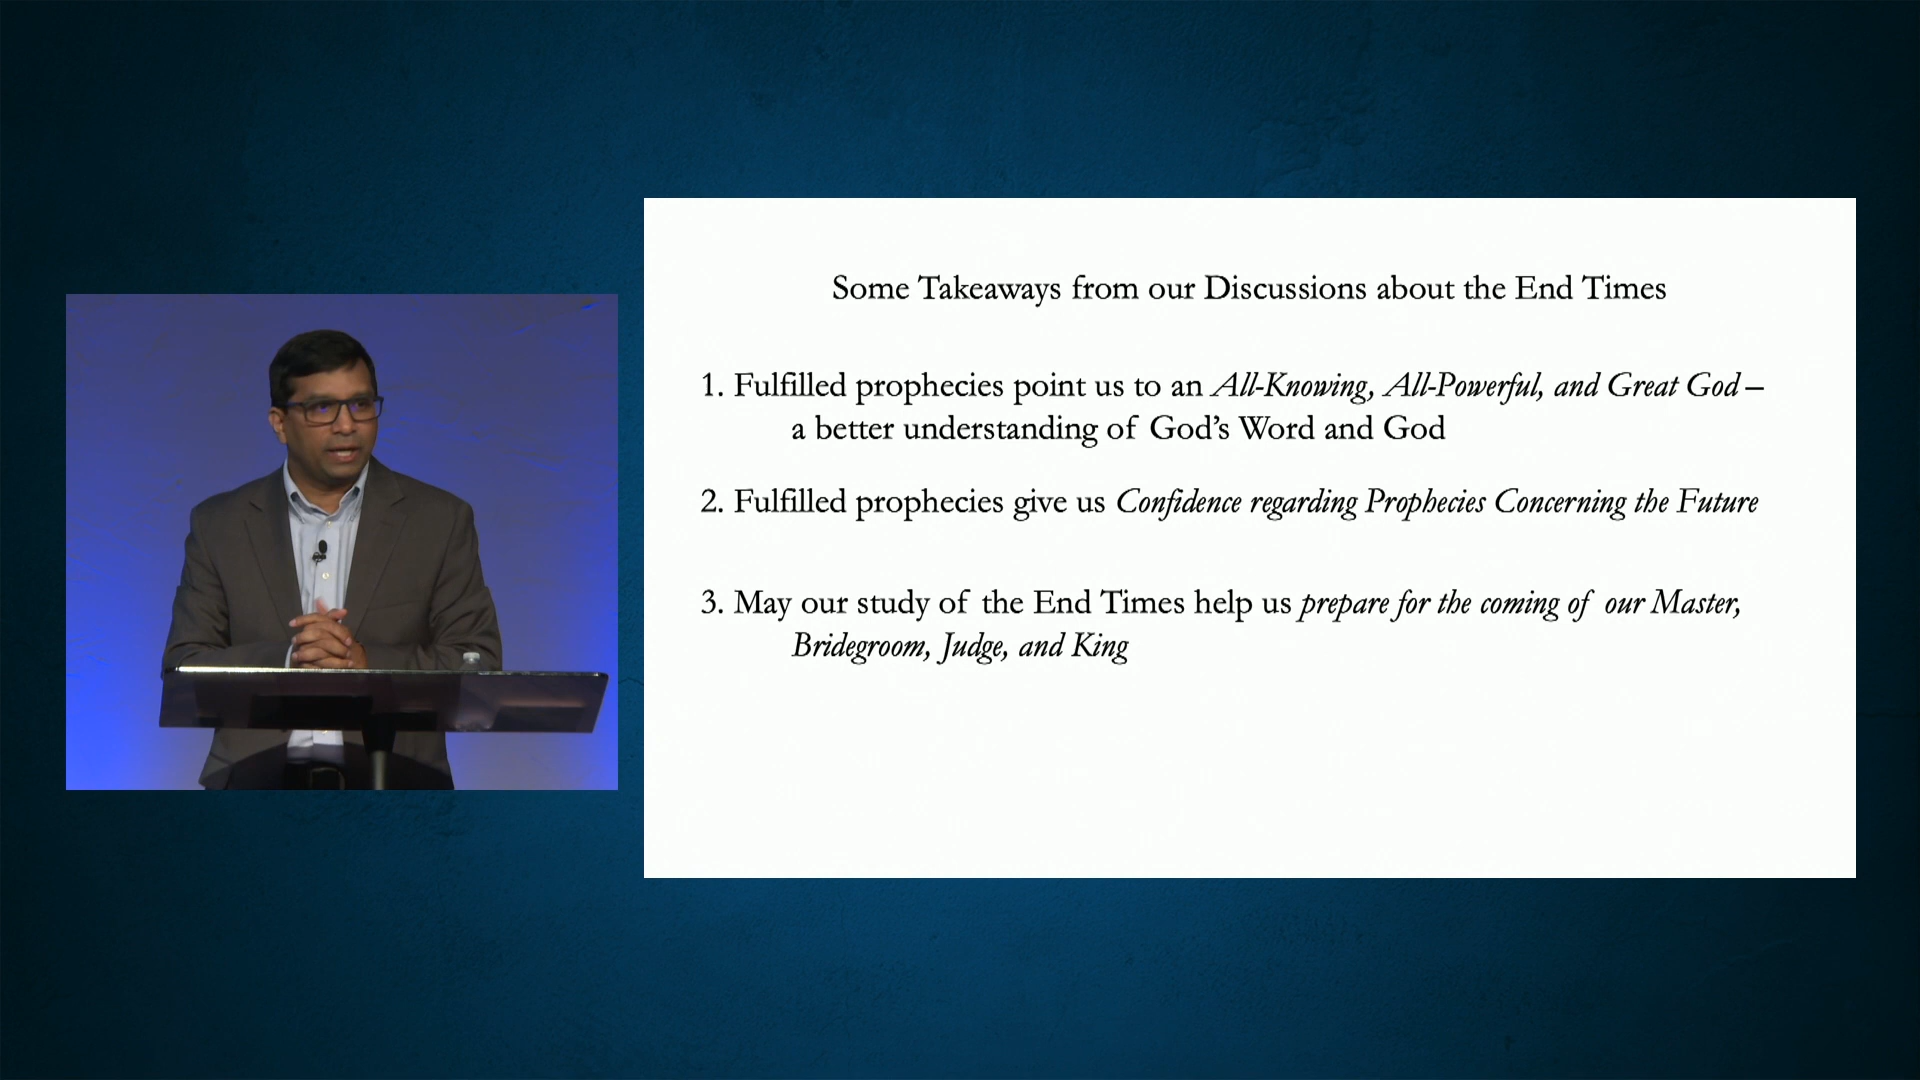 Some Takeaways from our Discussions about the End Times
1. Fulfilled prophecies point us to an All-Knowing, All-Powerful, and Great God –
a better understanding of God’s Word and God
2. Fulfilled prophecies give us Confidence regarding Prophecies Concerning the Future
3. May our study of the End Times help us prepare for the coming of our Master,
Bridegroom, Judge, and King